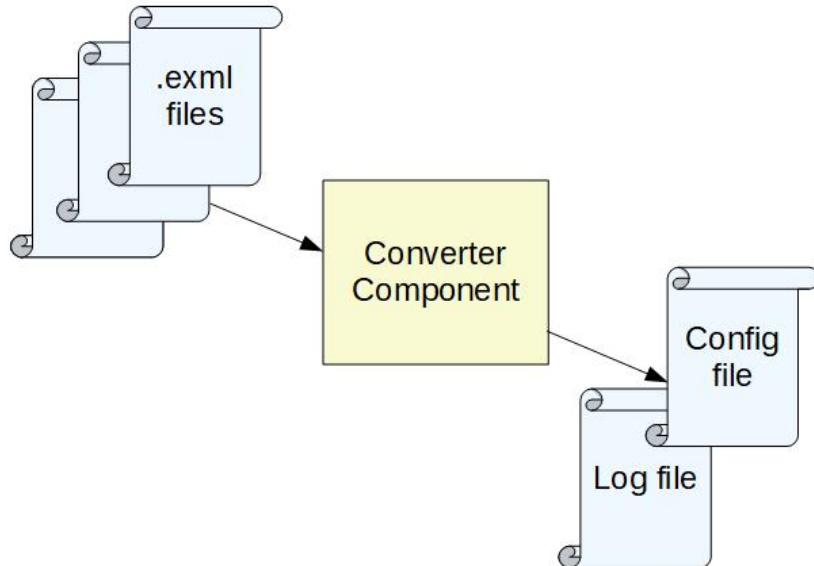 .exml
files
Converter
Component
Config
file
Log file